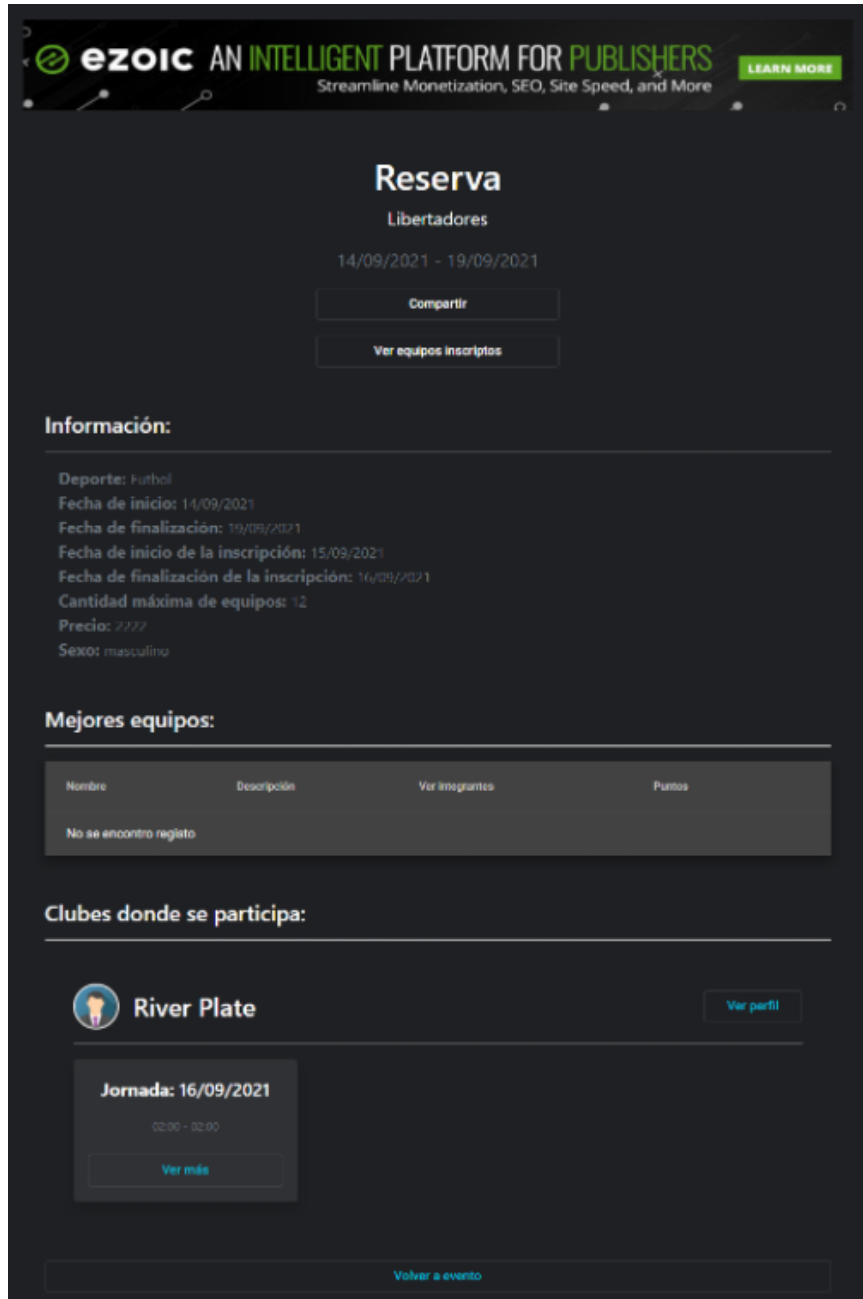 ezoic AN INTELLIGENT PLATFORM FOR PUBLISHERS
Streamline Monetization, SEO, Site Speed, and More
LEARN MORE
Reserva
Libertadores
14/09/2021 - 19/09/2021
Compartir
Ver equipos inscriptos
Información:
Deporte: Futbol
Fecha de inicio: 14/09/2021
Fecha de finalización: 19/09/2021
Fecha de inicio de la inscripción: 15/09/2021
Fecha de finalización de la inscripción: 16/09/2021
Cantidad máxima de equipos: 12
Precio: 2222
Sexo: masculino
Mejores equipos:
Nombre Descripción Ver integrantes Puntos
No se encontro registo
Clubes donde se participa:
River Plate
Ver perfil
Jornada: 16/09/2021
02:00 - 02:00
Ver más
Volver a evento